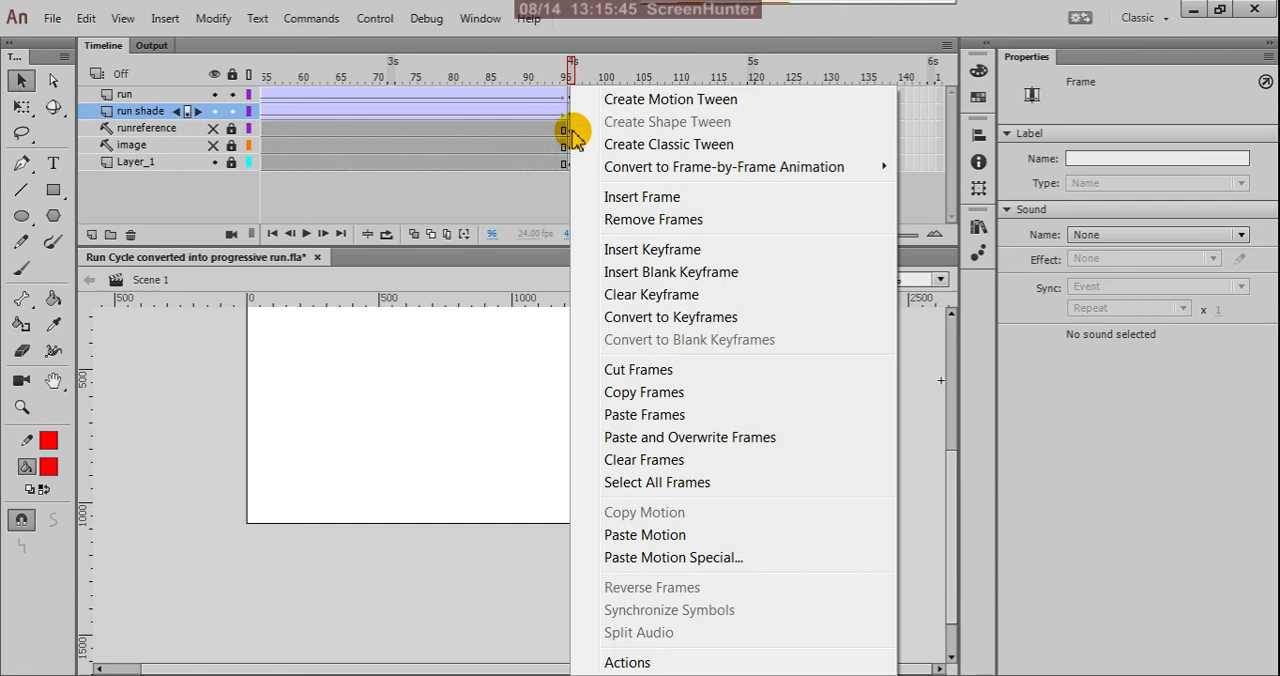 08/14 13:15:45 ScreenHunter
An File Edit View Insert Modify Text Commands Control Debug Window Help Classic
T... Timeline Output Properties
Off 3s 4s 5s 6s
55 60 65 70 75 80 85 90 95 100 105 110 115 120 125 130 135 140 1
Frame
run
run shade
runreference
image
Layer_1
Label
Name:
Type: Name
Sound
96 24.00 fps 4
Name: None
Run Cycle converted into progressive run.fla* ×
Effect: None
Scene 1
Sync: Event
Repeat x 1
500 0 500 1000 2500
No sound selected
500
1000
1500
Create Motion Tween
Create Shape Tween
Create Classic Tween
Convert to Frame-by-Frame Animation
Insert Frame
Remove Frames
Insert Keyframe
Insert Blank Keyframe
Clear Keyframe
Convert to Keyframes
Convert to Blank Keyframes
Cut Frames
Copy Frames
Paste Frames
Paste and Overwrite Frames
Clear Frames
Select All Frames
Copy Motion
Paste Motion
Paste Motion Special...
Reverse Frames
Synchronize Symbols
Split Audio
Actions